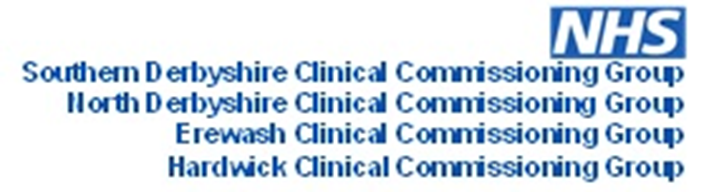 NHS
Southern Derbyshire Clinical Commissioning Group
North Derbyshire Clinical Commissioning Group
Erewash Clinical Commissioning Group
Hardwick Clinical Commissioning Group